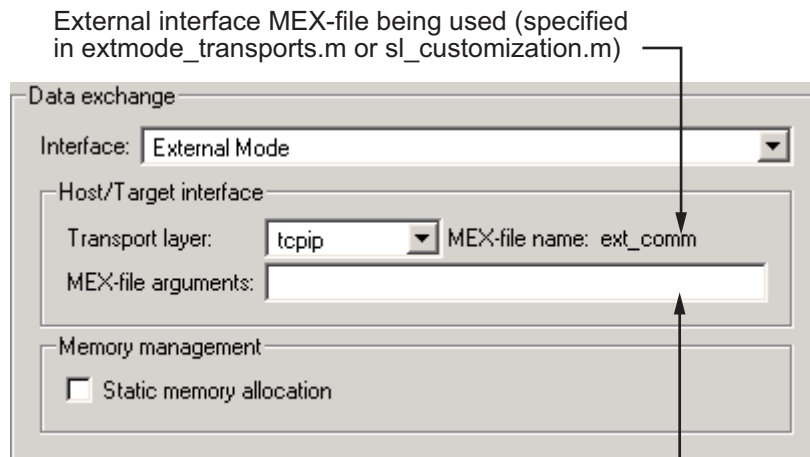 External interface MEX-file being used (specified
in extmode_transports.m or sl_customization.m)
Data exchange
Interface: External Mode
Host/Target interface
Transport layer: tcpip MEX-file name: ext_comm
MEX-file arguments:
Memory management
Static memory allocation